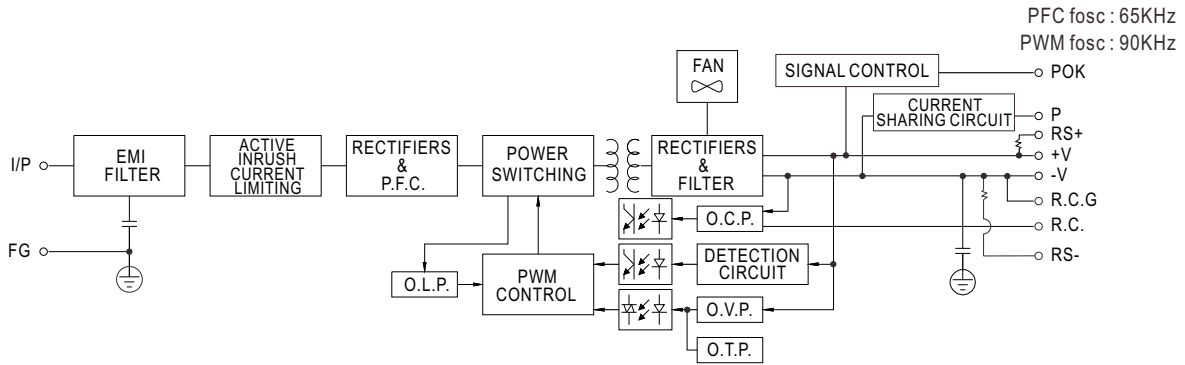 PFC fosc : 65KHz
PWM fosc : 90KHz
FAN
SIGNAL CONTROL
POK
CURRENT
SHARING CIRCUIT
P
RS+
I/P
EMI
FILTER
ACTIVE
INRUSH
CURRENT
LIMITING
RECTIFIERS
&
P.F.C.
POWER
SWITCHING
RECTIFIERS
&
FILTER
+V
-V
R.C.G
O.C.P.
R.C.
FG
RS-
DETECTION
CIRCUIT
O.L.P.
PWM
CONTROL
O.V.P.
O.T.P.